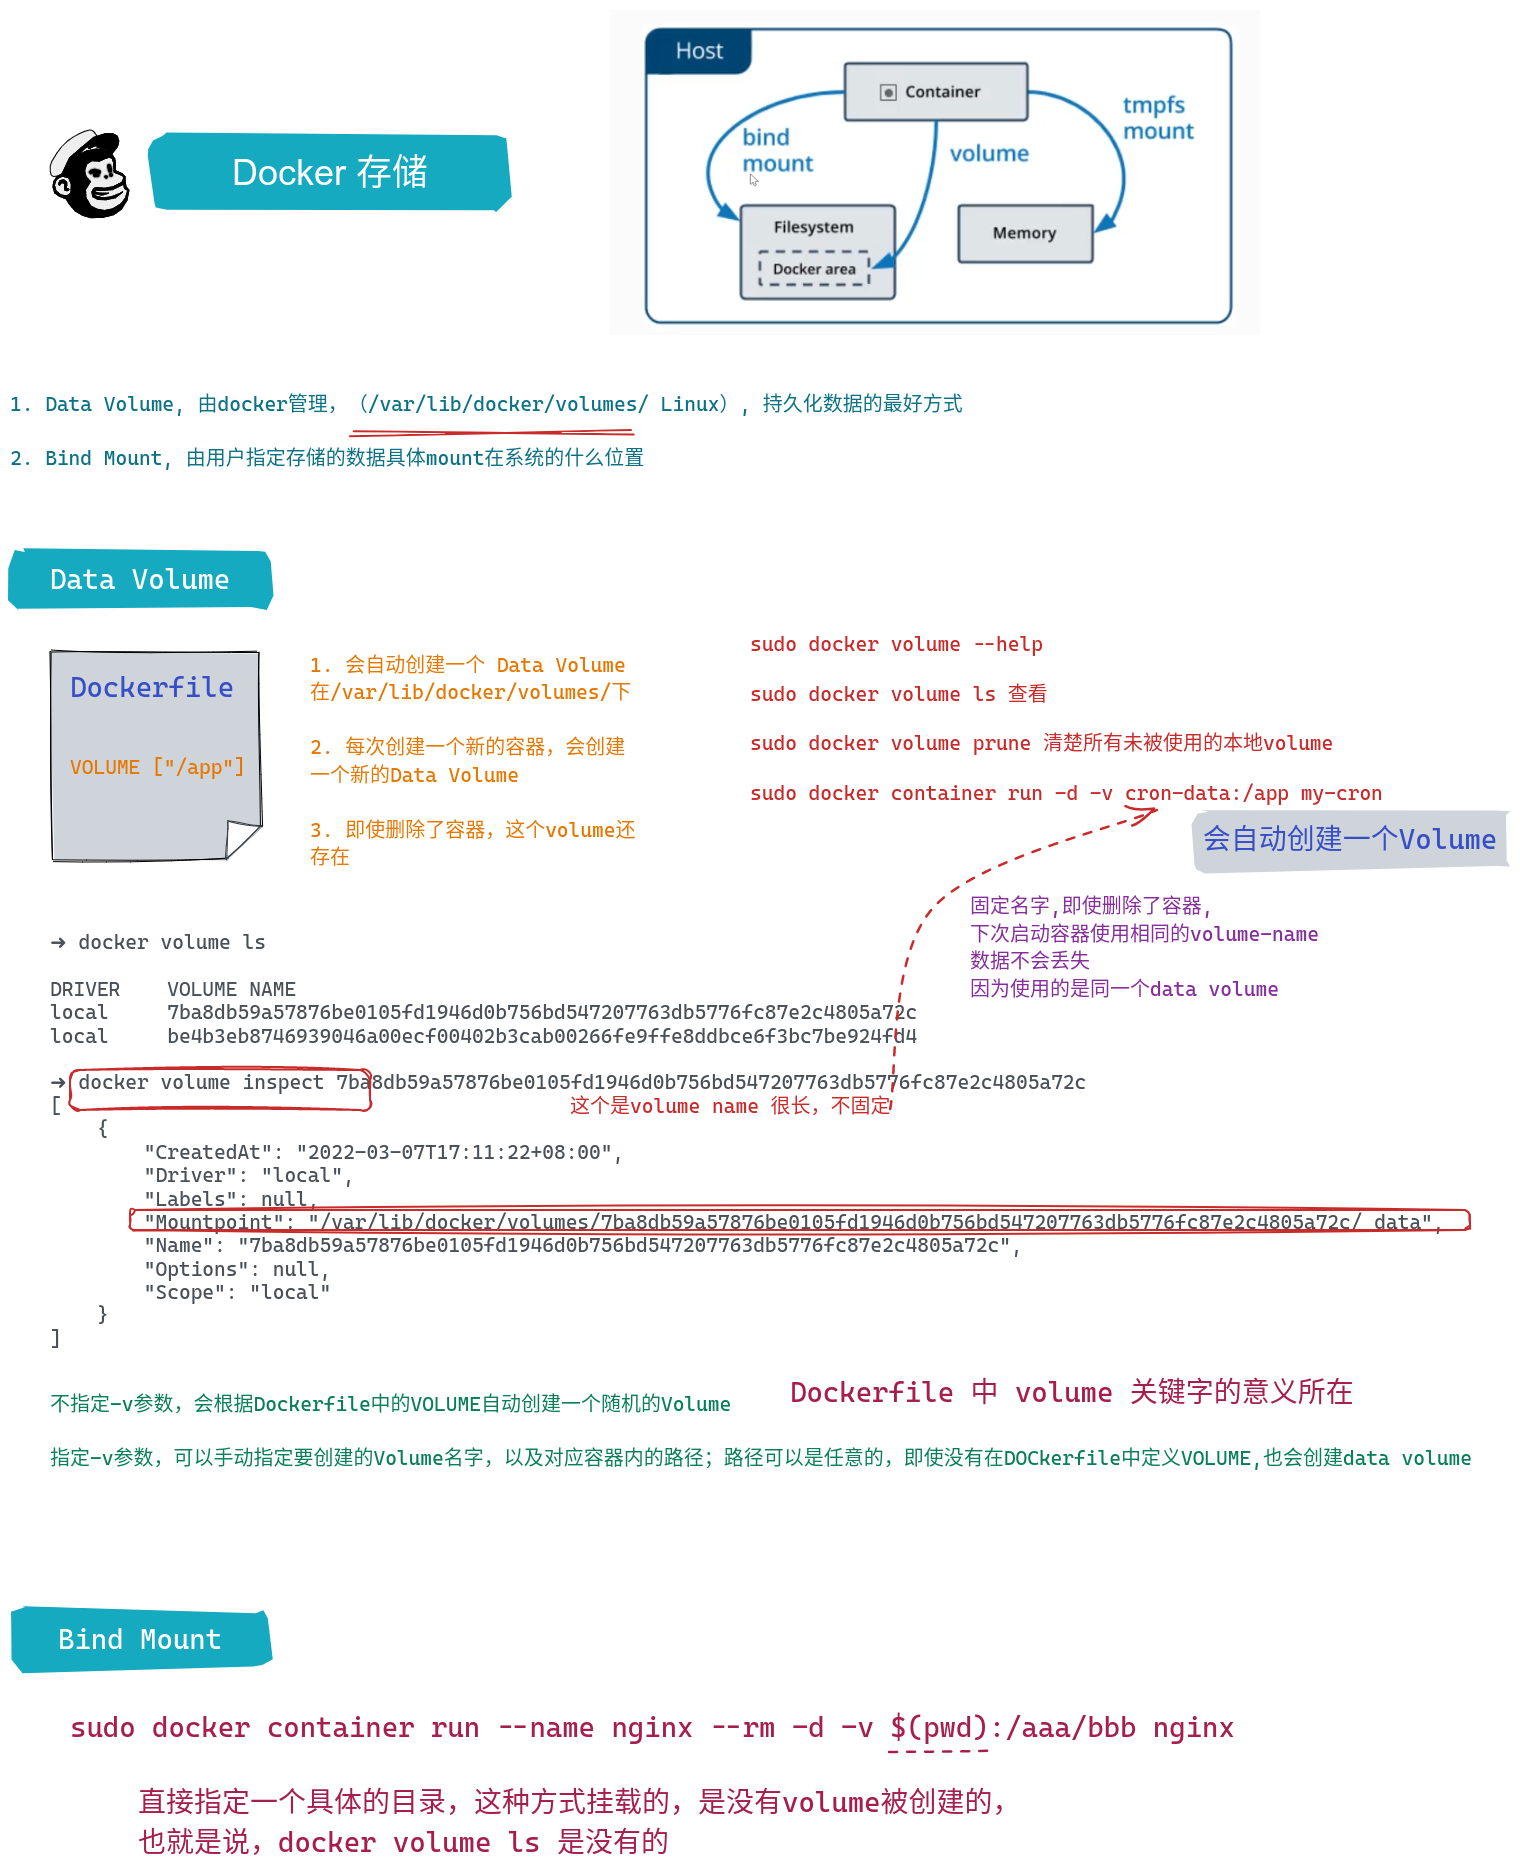 Host
Container
bind
mount
volume
tmpfs
mount
Filesystem
Docker area
Memory
Docker 存储
1. Data Volume, 由docker管理，（/var/lib/docker/volumes/ Linux）, 持久化数据的最好方式
2. Bind Mount, 由用户指定存储的数据具体mount在系统的什么位置
Data Volume
Dockerfile
VOLUME ["/app"]
1. 会自动创建一个 Data Volume
在/var/lib/docker/volumes/下
2. 每次创建一个新的容器，会创建
一个新的Data Volume
3. 即使删除了容器，这个volume还
存在
sudo docker volume --help
sudo docker volume ls 查看
sudo docker volume prune 清楚所有未被使用的本地volume
sudo docker container run -d -v cron-data:/app my-cron
会自动创建一个Volume
固定名字,即使删除了容器,
下次启动容器使用相同的volume-name
数据不会丢失
因为使用的是同一个data volume
➜ docker volume ls
DRIVER    VOLUME NAME
local     7ba8db59a57876be0105fd1946d0b756bd547207763db5776fc87e2c4805a72c
local     be4b3eb8746939046a00ecf00402b3cab00266fe9ffe8ddbce6f3bc7be924fd4
➜ docker volume inspect 7ba8db59a57876be0105fd1946d0b756bd547207763db5776fc87e2c4805a72c
[
这个是volume name 很长，不固定
{
"CreatedAt": "2022-03-07T17:11:22+08:00",
"Driver": "local",
"Labels": null,
"Mountpoint": "/var/lib/docker/volumes/7ba8db59a57876be0105fd1946d0b756bd547207763db5776fc87e2c4805a72c/_data",
"Name": "7ba8db59a57876be0105fd1946d0b756bd547207763db5776fc87e2c4805a72c",
"Options": null,
"Scope": "local"
}
]
不指定-v参数，会根据Dockerfile中的VOLUME自动创建一个随机的Volume
Dockerfile 中 volume 关键字的意义所在
指定-v参数，可以手动指定要创建的Volume名字，以及对应容器内的路径；路径可以是任意的，即使没有在DOCkerfile中定义VOLUME,也会创建data volume
Bind Mount
sudo docker container run --name nginx --rm -d -v $(pwd):/aaa/bbb nginx
直接指定一个具体的目录，这种方式挂载的，是没有volume被创建的，
也就是说，docker volume ls 是没有的